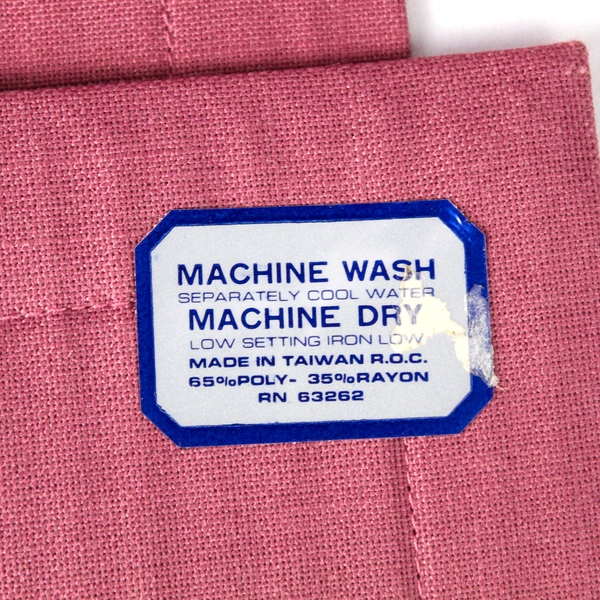 MACHINE WASH
SEPARATELY COOL WATER
MACHINE DRY
LOW SETTING IRON LOW
MADE IN TAIWAN R.O.C.
65%POLY- 35%RAYON
RN 63262